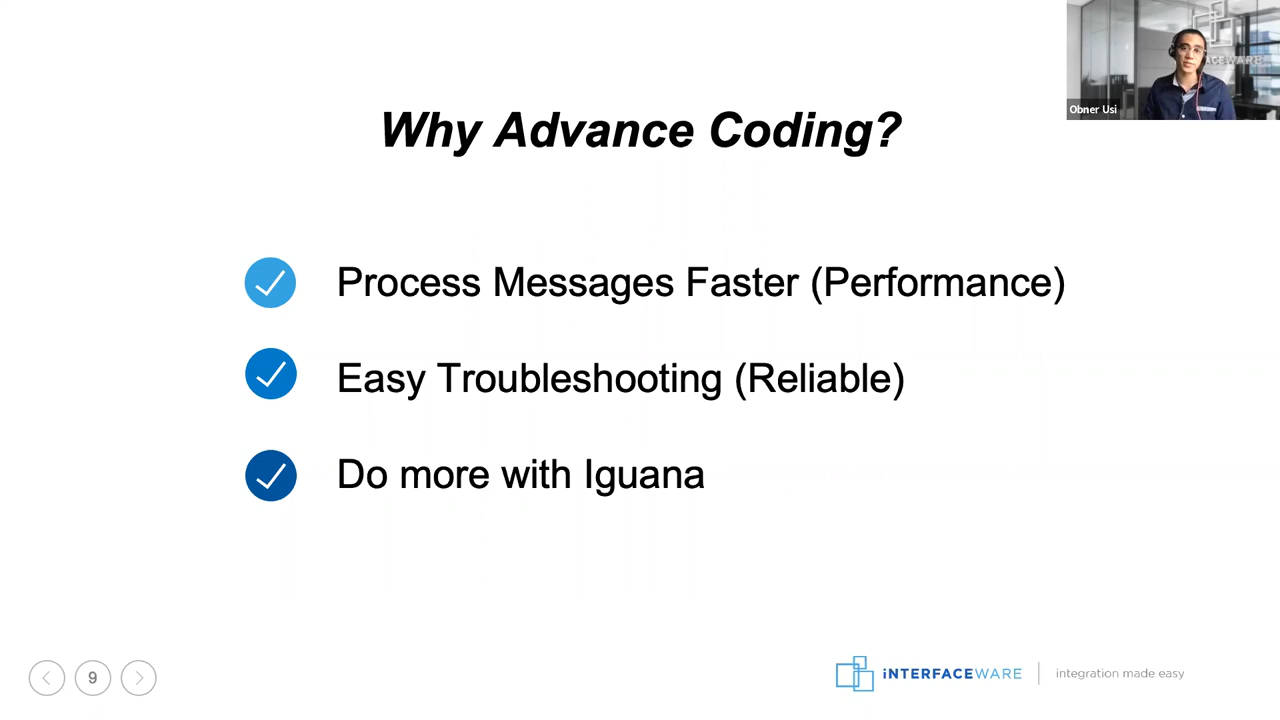 Why Advance Coding?
Obner Usi
Process Messages Faster (Performance)
Easy Troubleshooting (Reliable)
Do more with Iguana
9
iNTERFACEWARE
integration made easy